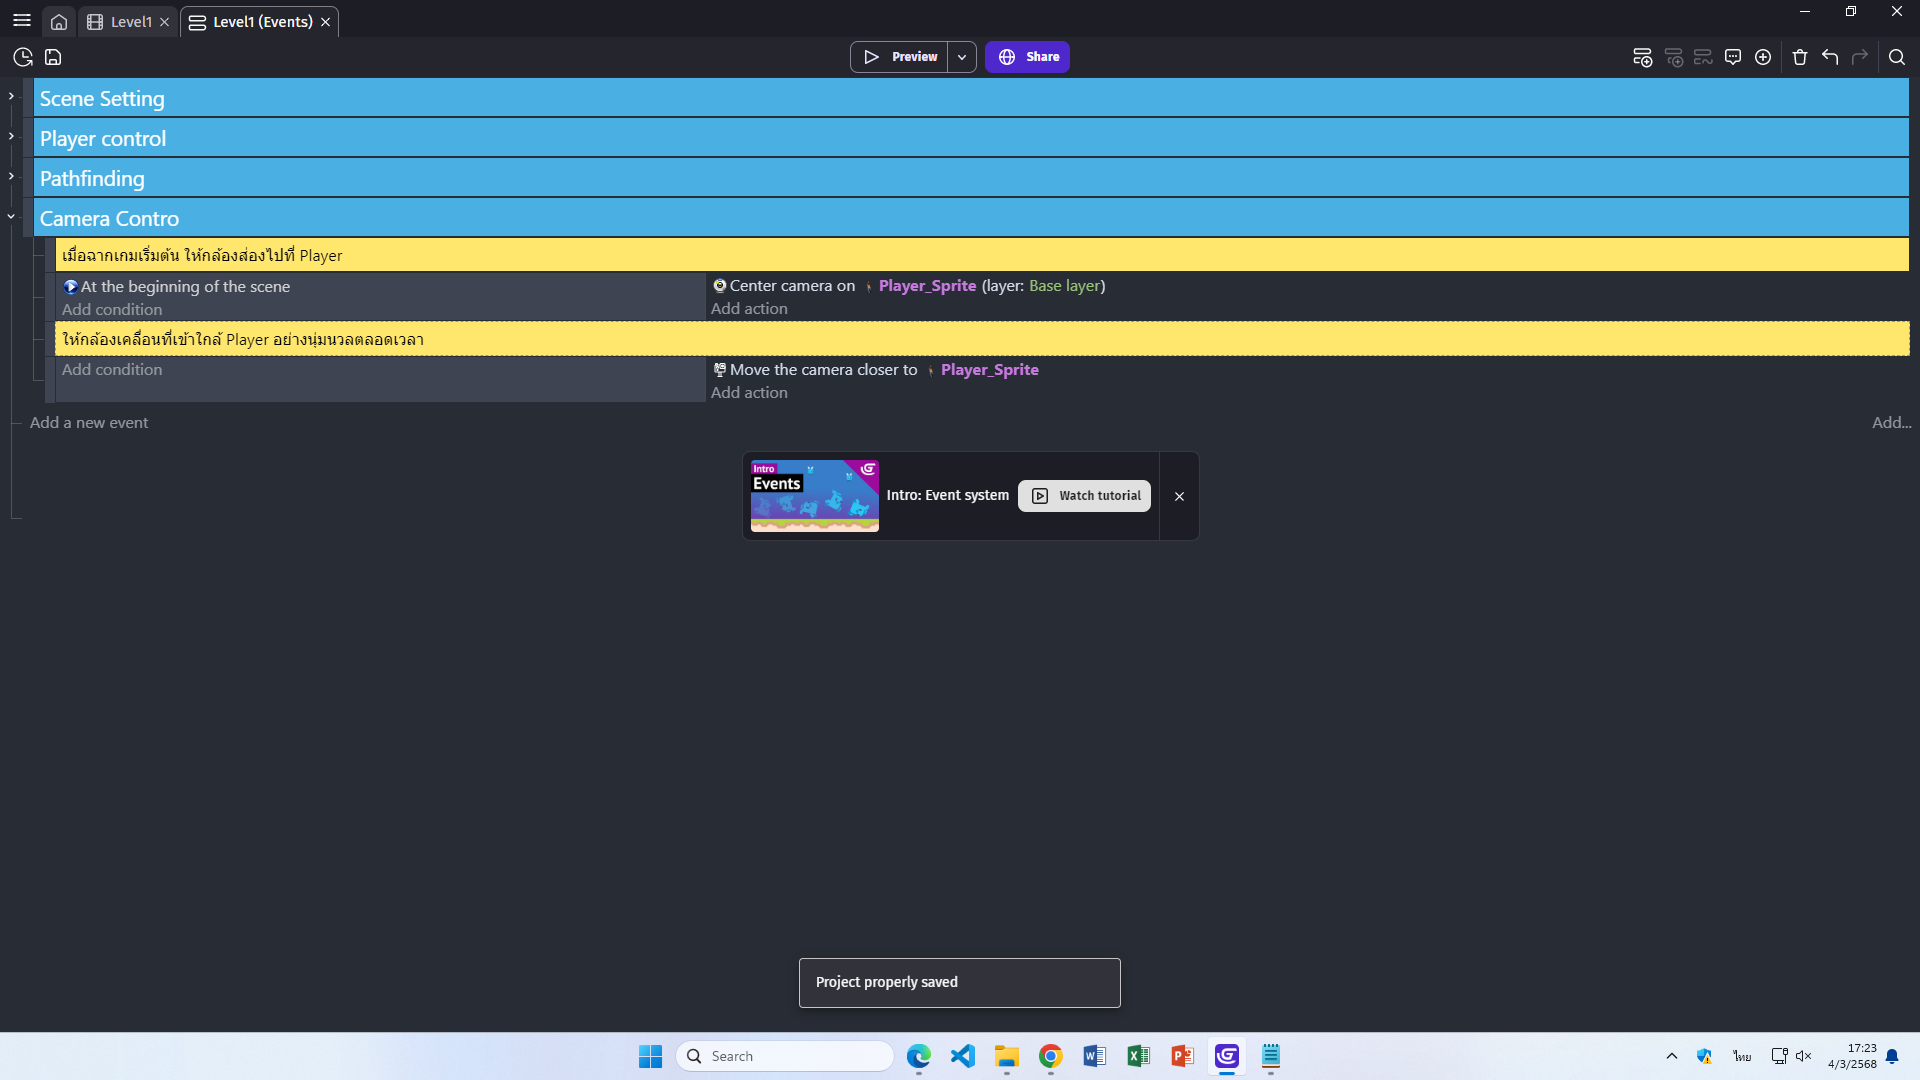 Level1
Level1 (Events)
Preview
Share
Scene Setting
Player control
Pathfinding
Camera Contro
เมื่อฉากเกมเริ่มต้น ให้กล้องส่องไปที่ Player
At the beginning of the scene
Center camera on Player_Sprite (layer: Base layer)
Add condition
Add action
ให้กล้องเคลื่อนที่เข้าใกล้ Player อย่างนุ่มนวลตลอดเวลา
Add condition
Move the camera closer to Player_Sprite
Add action
Add a new event
Add...
Intro
Events
Intro: Event system
Watch tutorial
Project properly saved
Search
ไทย
17:23
4/3/2568